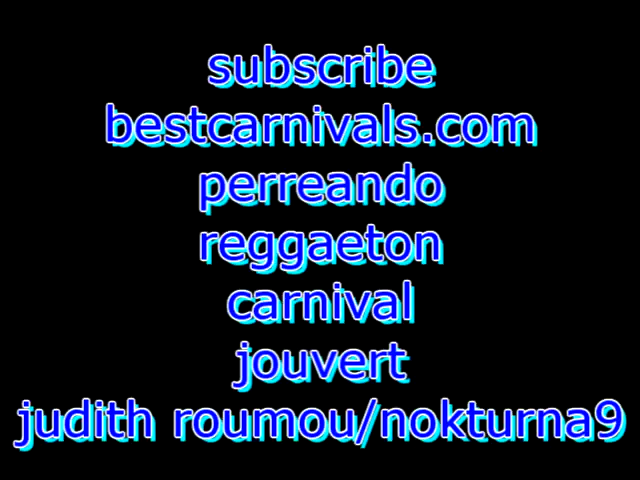 subscribe
bestcarnivals.com
perreando
reggaeton
carnival
jouvert
judith roumou/nokturna9